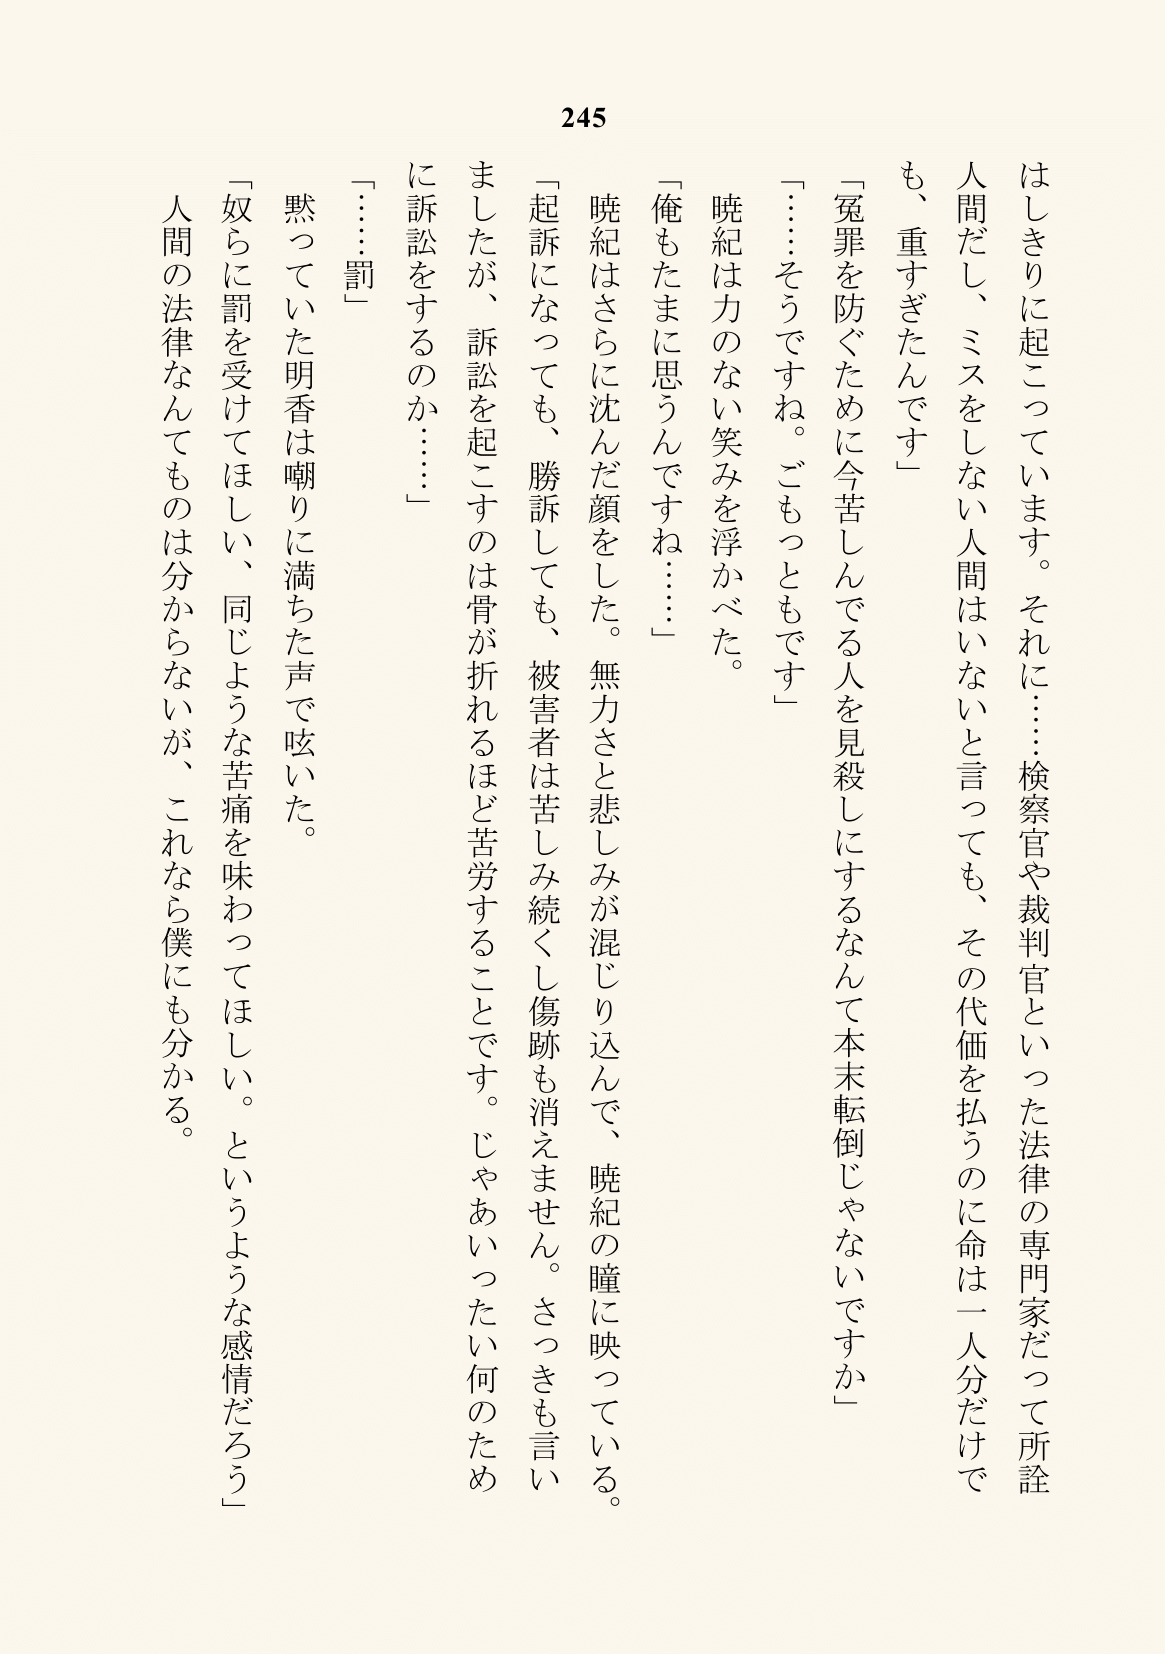 245
はしきりに起こっています。それに……検察官や裁判官といった法律の専門家だって所詮
人間だし、ミスをしない人間はいないと言っても、その代価を払うのに命は一人分だけで
も、重すぎたんです」
「冤罪を防ぐために今苦しんでる人を見殺しにするなんて本末転倒じゃないですか」
「……そうですね。ごもっともです」
　暁紀は力のない笑みを浮かべた。
「俺もたまに思うんですね……」
　暁紀はさらに沈んだ顔をした。無力さと悲しみが混じり込んで、暁紀の瞳に映っている。
「起訴になっても、勝訴しても、被害者は苦しみ続くし傷跡も消えません。さっきも言い
ましたが、訴訟を起こすのは骨が折れるほど苦労することです。じゃあいったい何のため
に訴訟をするのか……」
「……罰」
　黙っていた明香は嘲りに満ちた声で呟いた。
「奴らに罰を受けてほしい、同じような苦痛を味わってほしい。というような感情だろう」
　人間の法律なんてものは分からないが、これなら僕にも分かる。